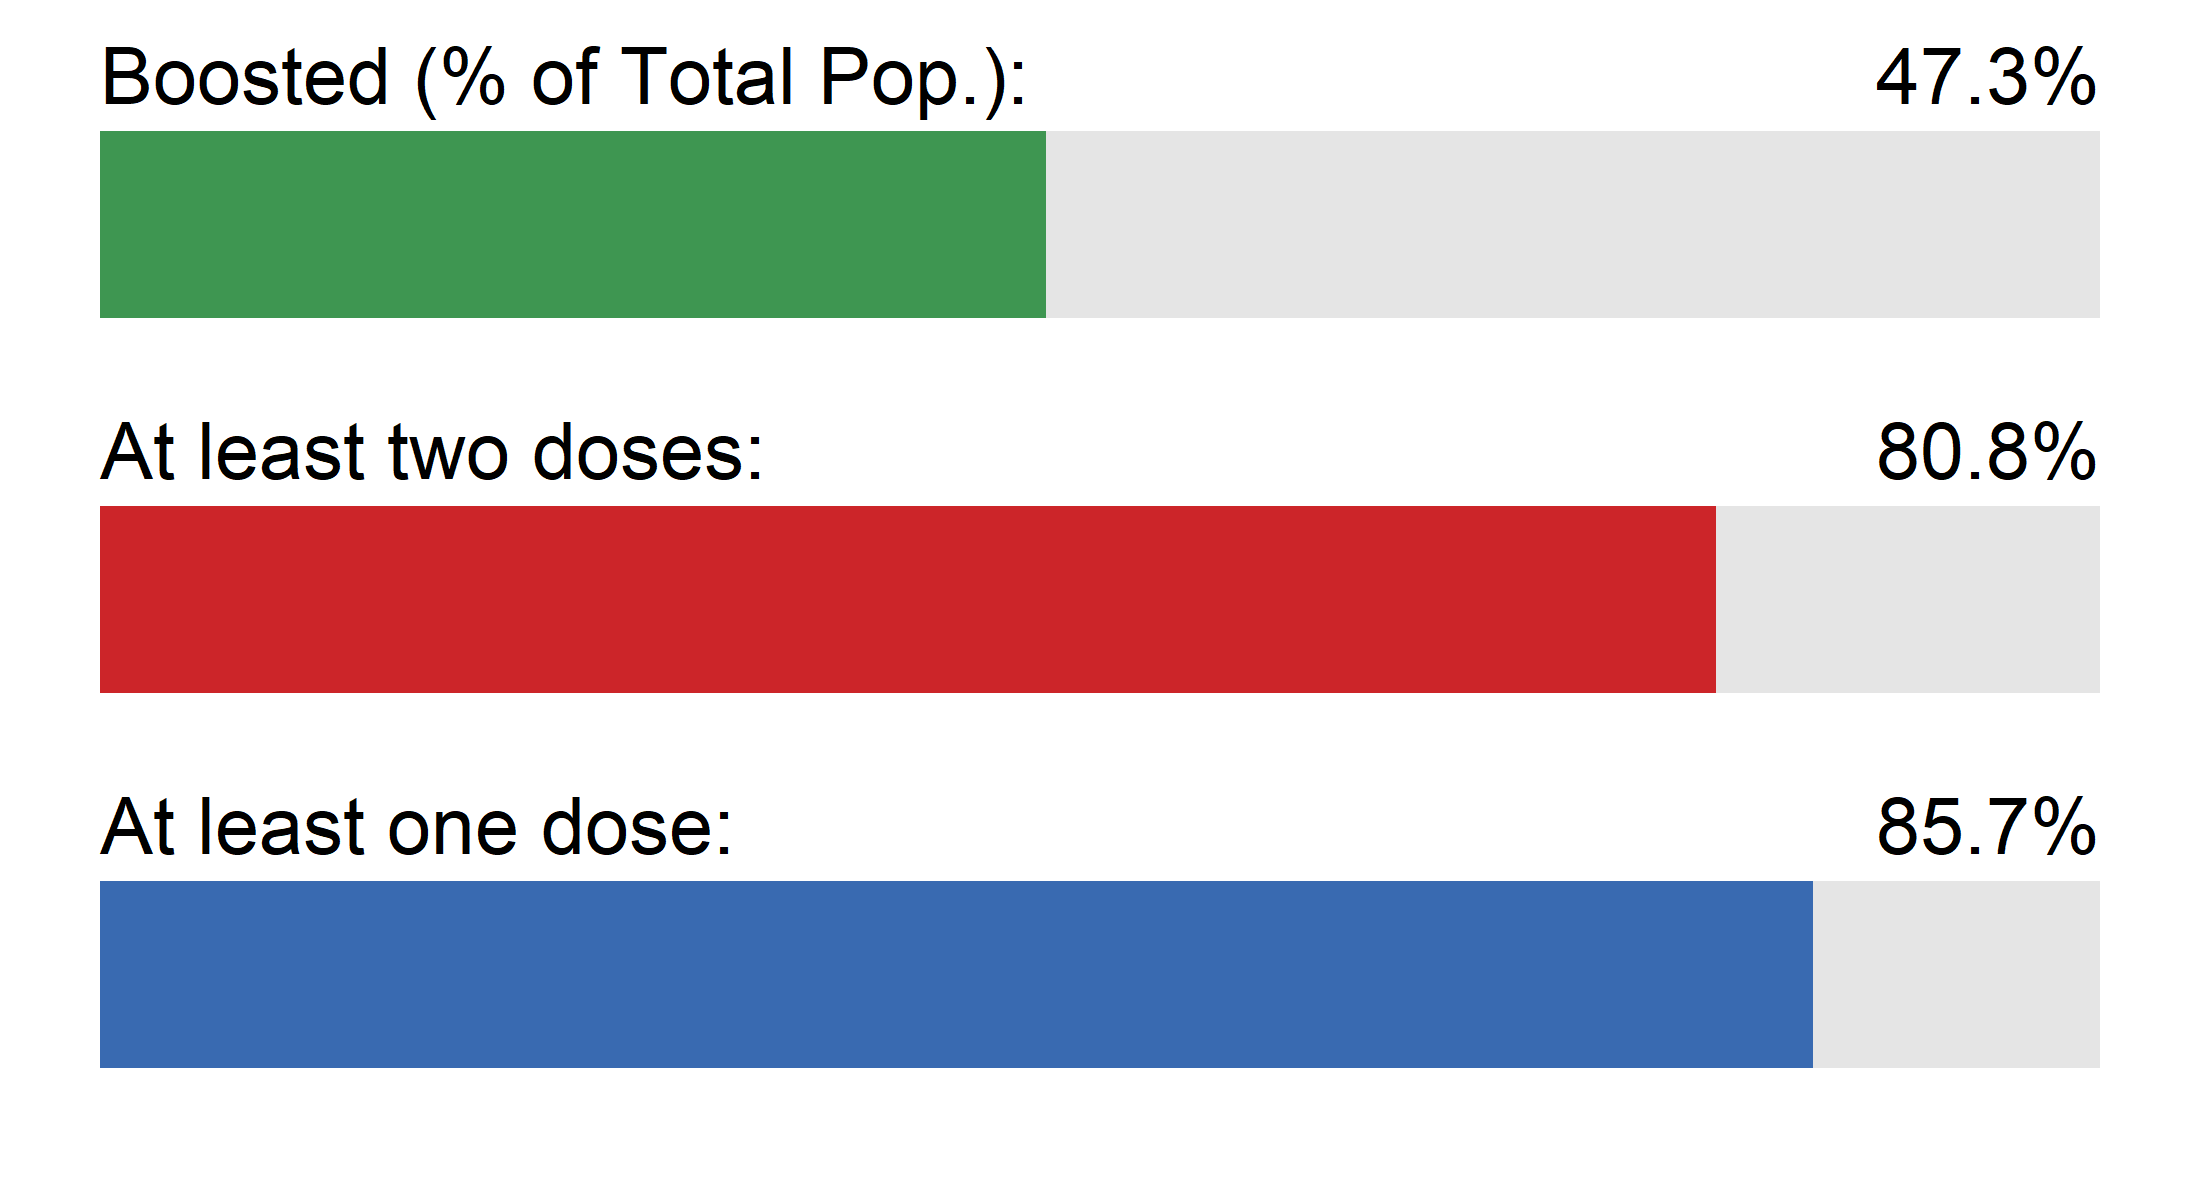 Boosted (% of Total Pop.): 47.3%
At least two doses: 80.8%
At least one dose: 85.7%